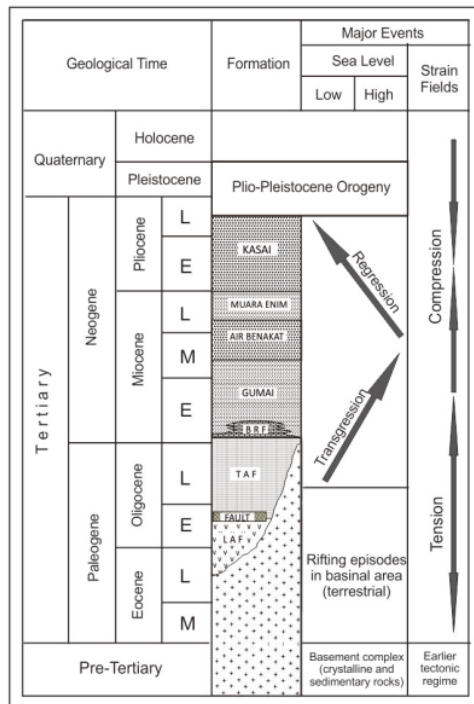 Geological Time
Formation
Major Events
Sea Level
Strain
Fields
Low
High
Quaternary
Holocene
Pleistocene
Plio-Pleistocene Orogeny
Tertiary
Neogene
Pliocene
L
E
KASAI
Regression
Compression
Miocene
L
M
E
MUARA ENIM
AIR BENAKAT
GUMAI
BRF
Transgression
Paleogene
Oligocene
L
E
TAF
FAULT
LAF
Tension
Eocene
L
M
Rifting episodes
in basinal area
(terrestrial)
Pre-Tertiary
Basement complex
(crystalline and
sedimentary rocks)
Earlier
tectonic
regime